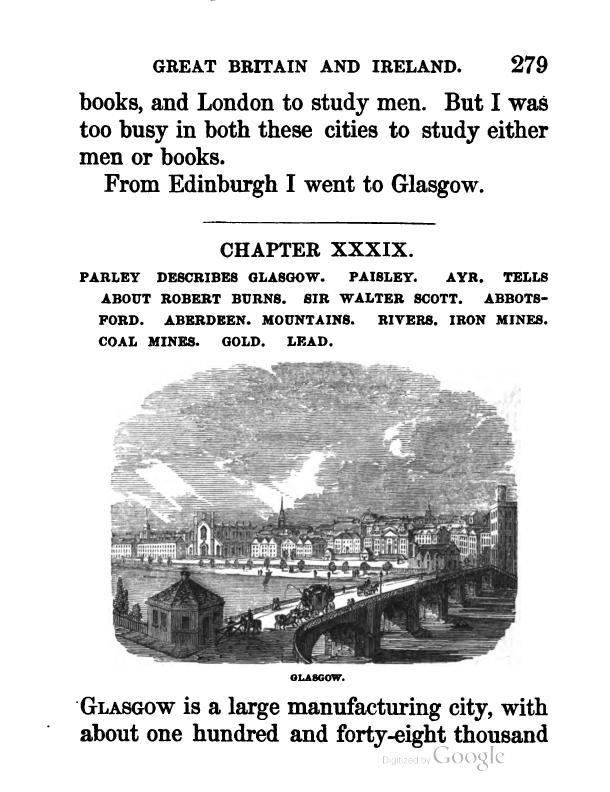 GREAT BRITAIN AND IRELAND. 279
books, and London to study men. But I was
too busy in both these cities to study either
men or books.
From Edinburgh I went to Glasgow.
CHAPTER XXXIX.
PARLEY DESCRIBES GLASGOW. PAISLEY. AYR. TELLS
ABOUT ROBERT BURNS. SIR WALTER SCOTT. ABBOTS-
FORD. ABERDEEN. MOUNTAINS. RIVERS. IRON MINES.
COAL MINES. GOLD. LEAD.
GLASGOW.
GLASGOW is a large manufacturing city, with
about one hundred and forty-eight thousand
Digitized by Google